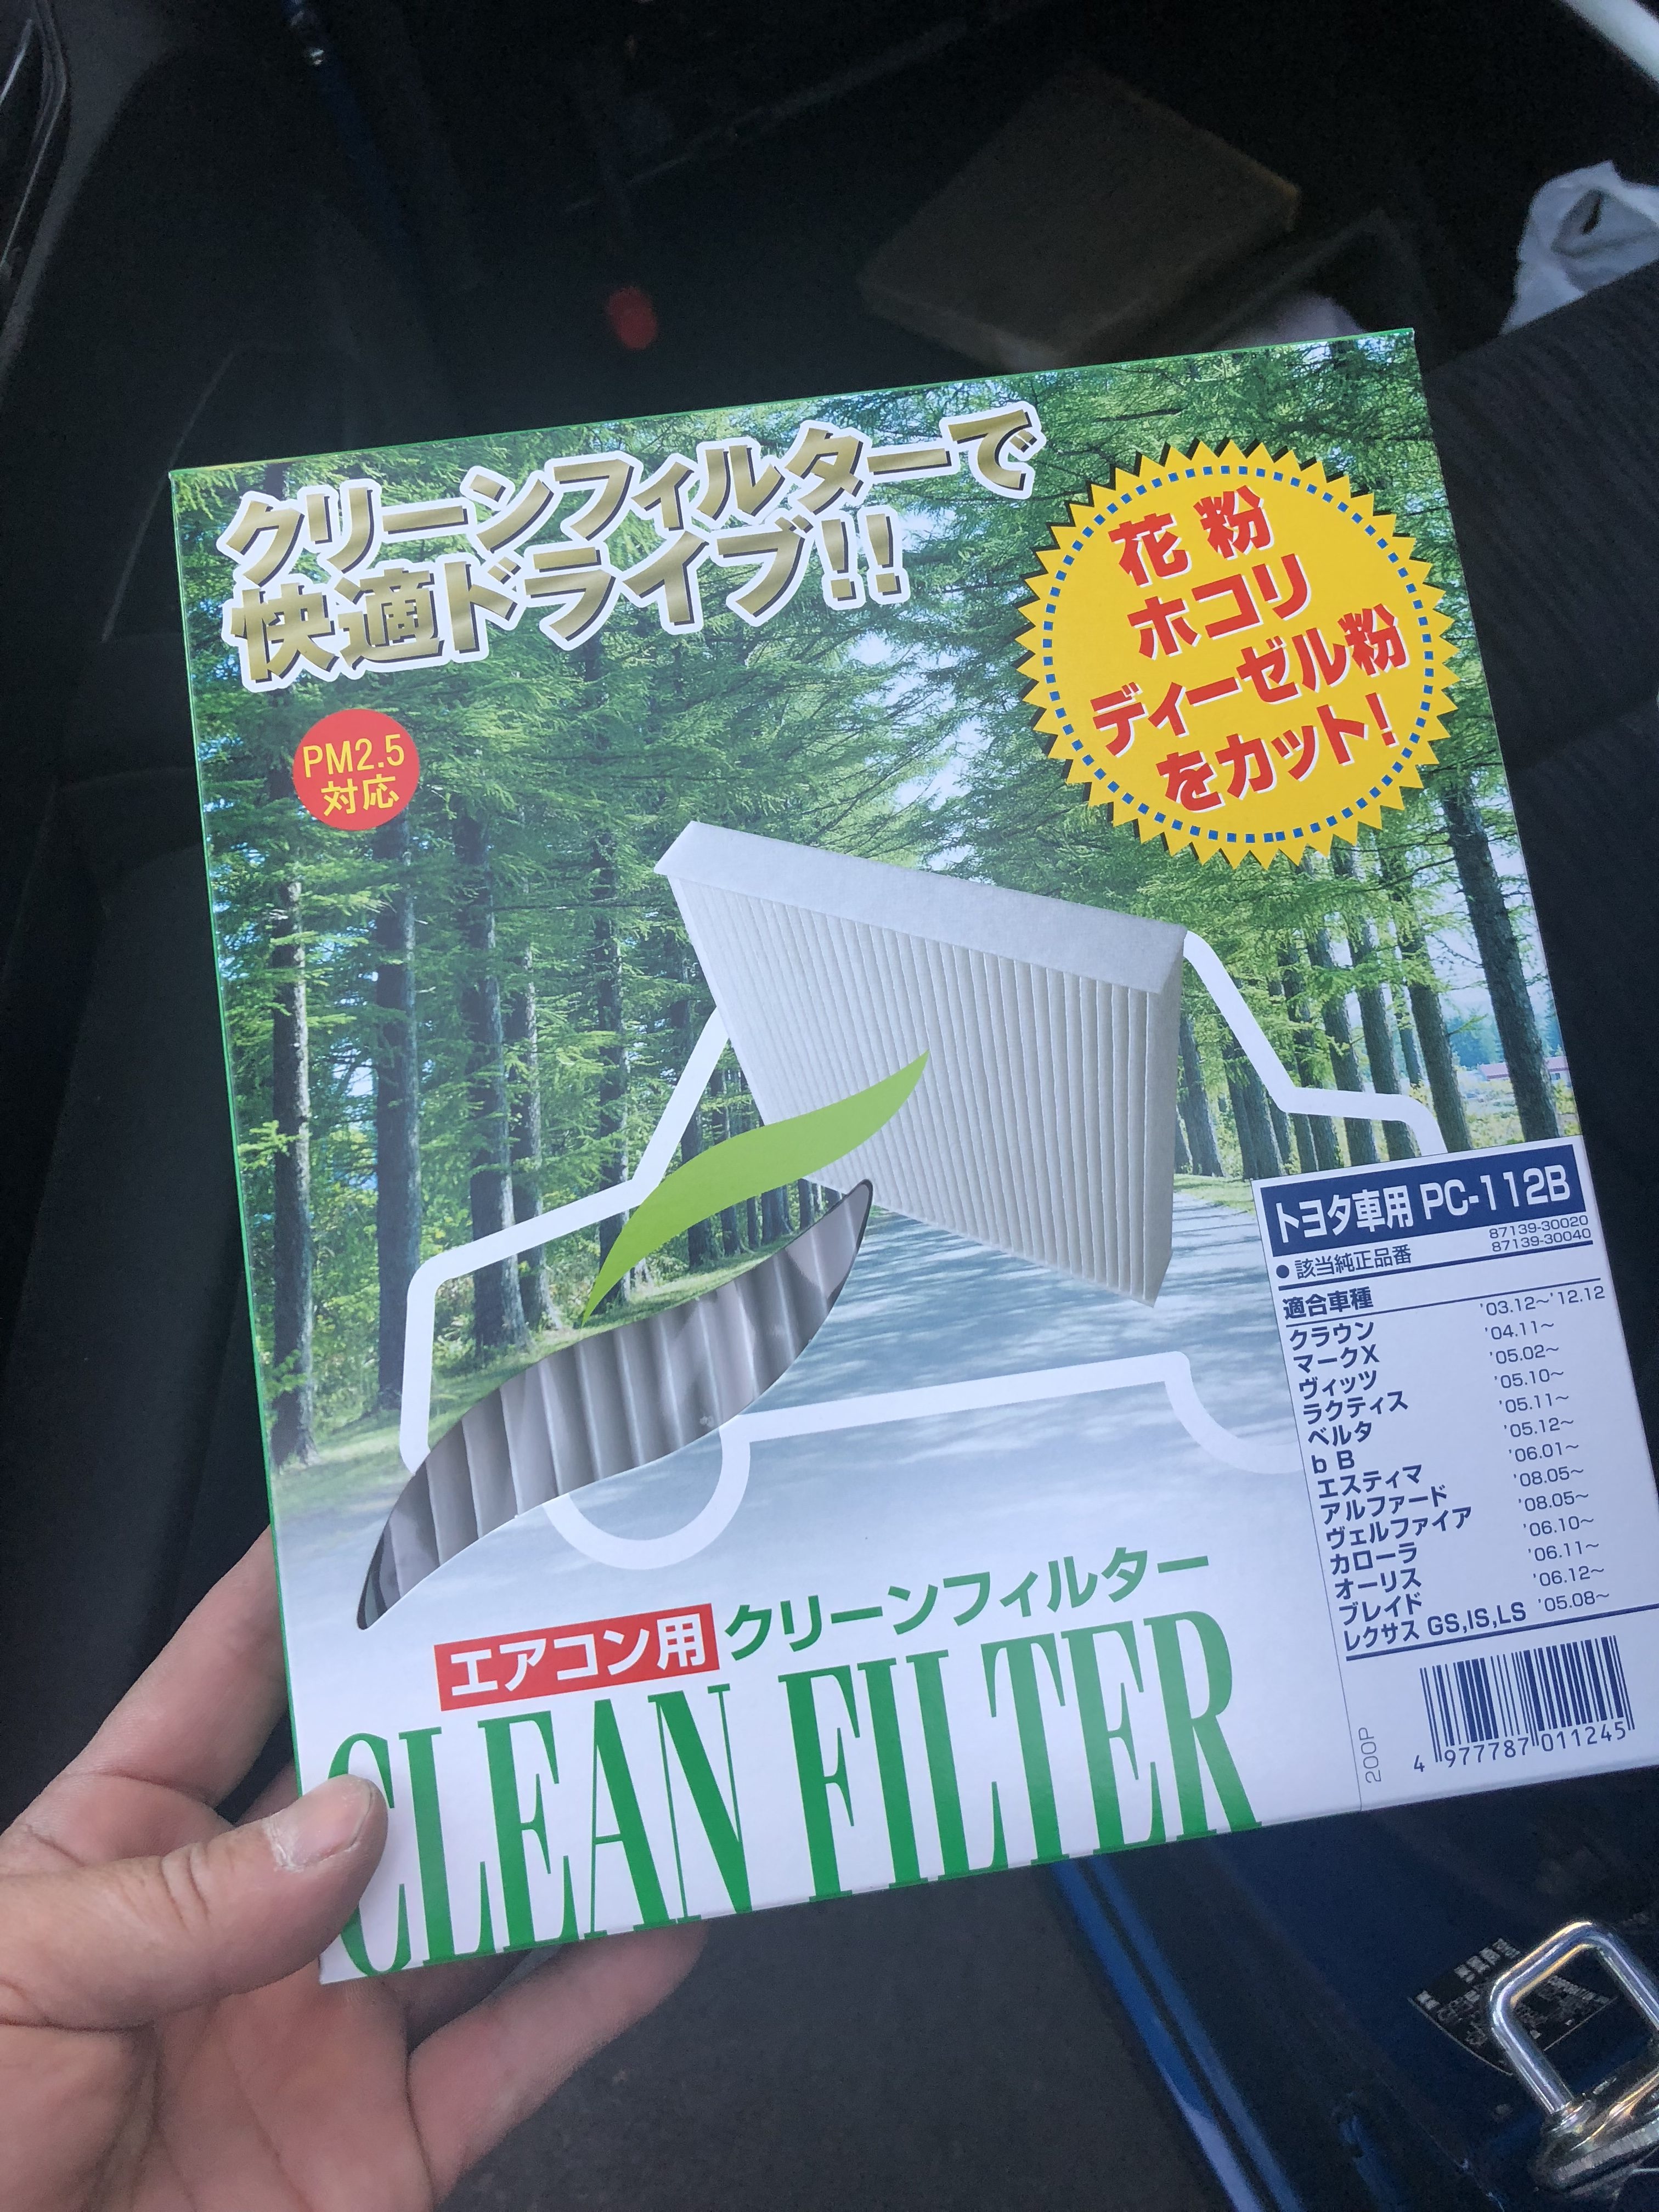 クリーンフィルターで
快適ドライブ!!
花粉
ホコリ
ディーゼル粉
をカット!
PM2.5
対応
トヨタ車用 PC-112B
●該当純正品番 87139-30020
87139-30040
適合車種
クラウン '03.12～'12.12
マークX '04.11～
ヴィッツ '05.02～
ラクティス '05.10～
ベルタ '05.11～
bB '05.12～
エスティマ '06.01～
アルファード '08.05～
ヴェルファイア '08.05～
カローラ '06.10～
オーリス '06.11～
ブレイド '06.12～
レクサス GS,IS,LS '05.08～
エアコン用 クリーンフィルター
CLEAN FILTER
200P
4 977787 011245